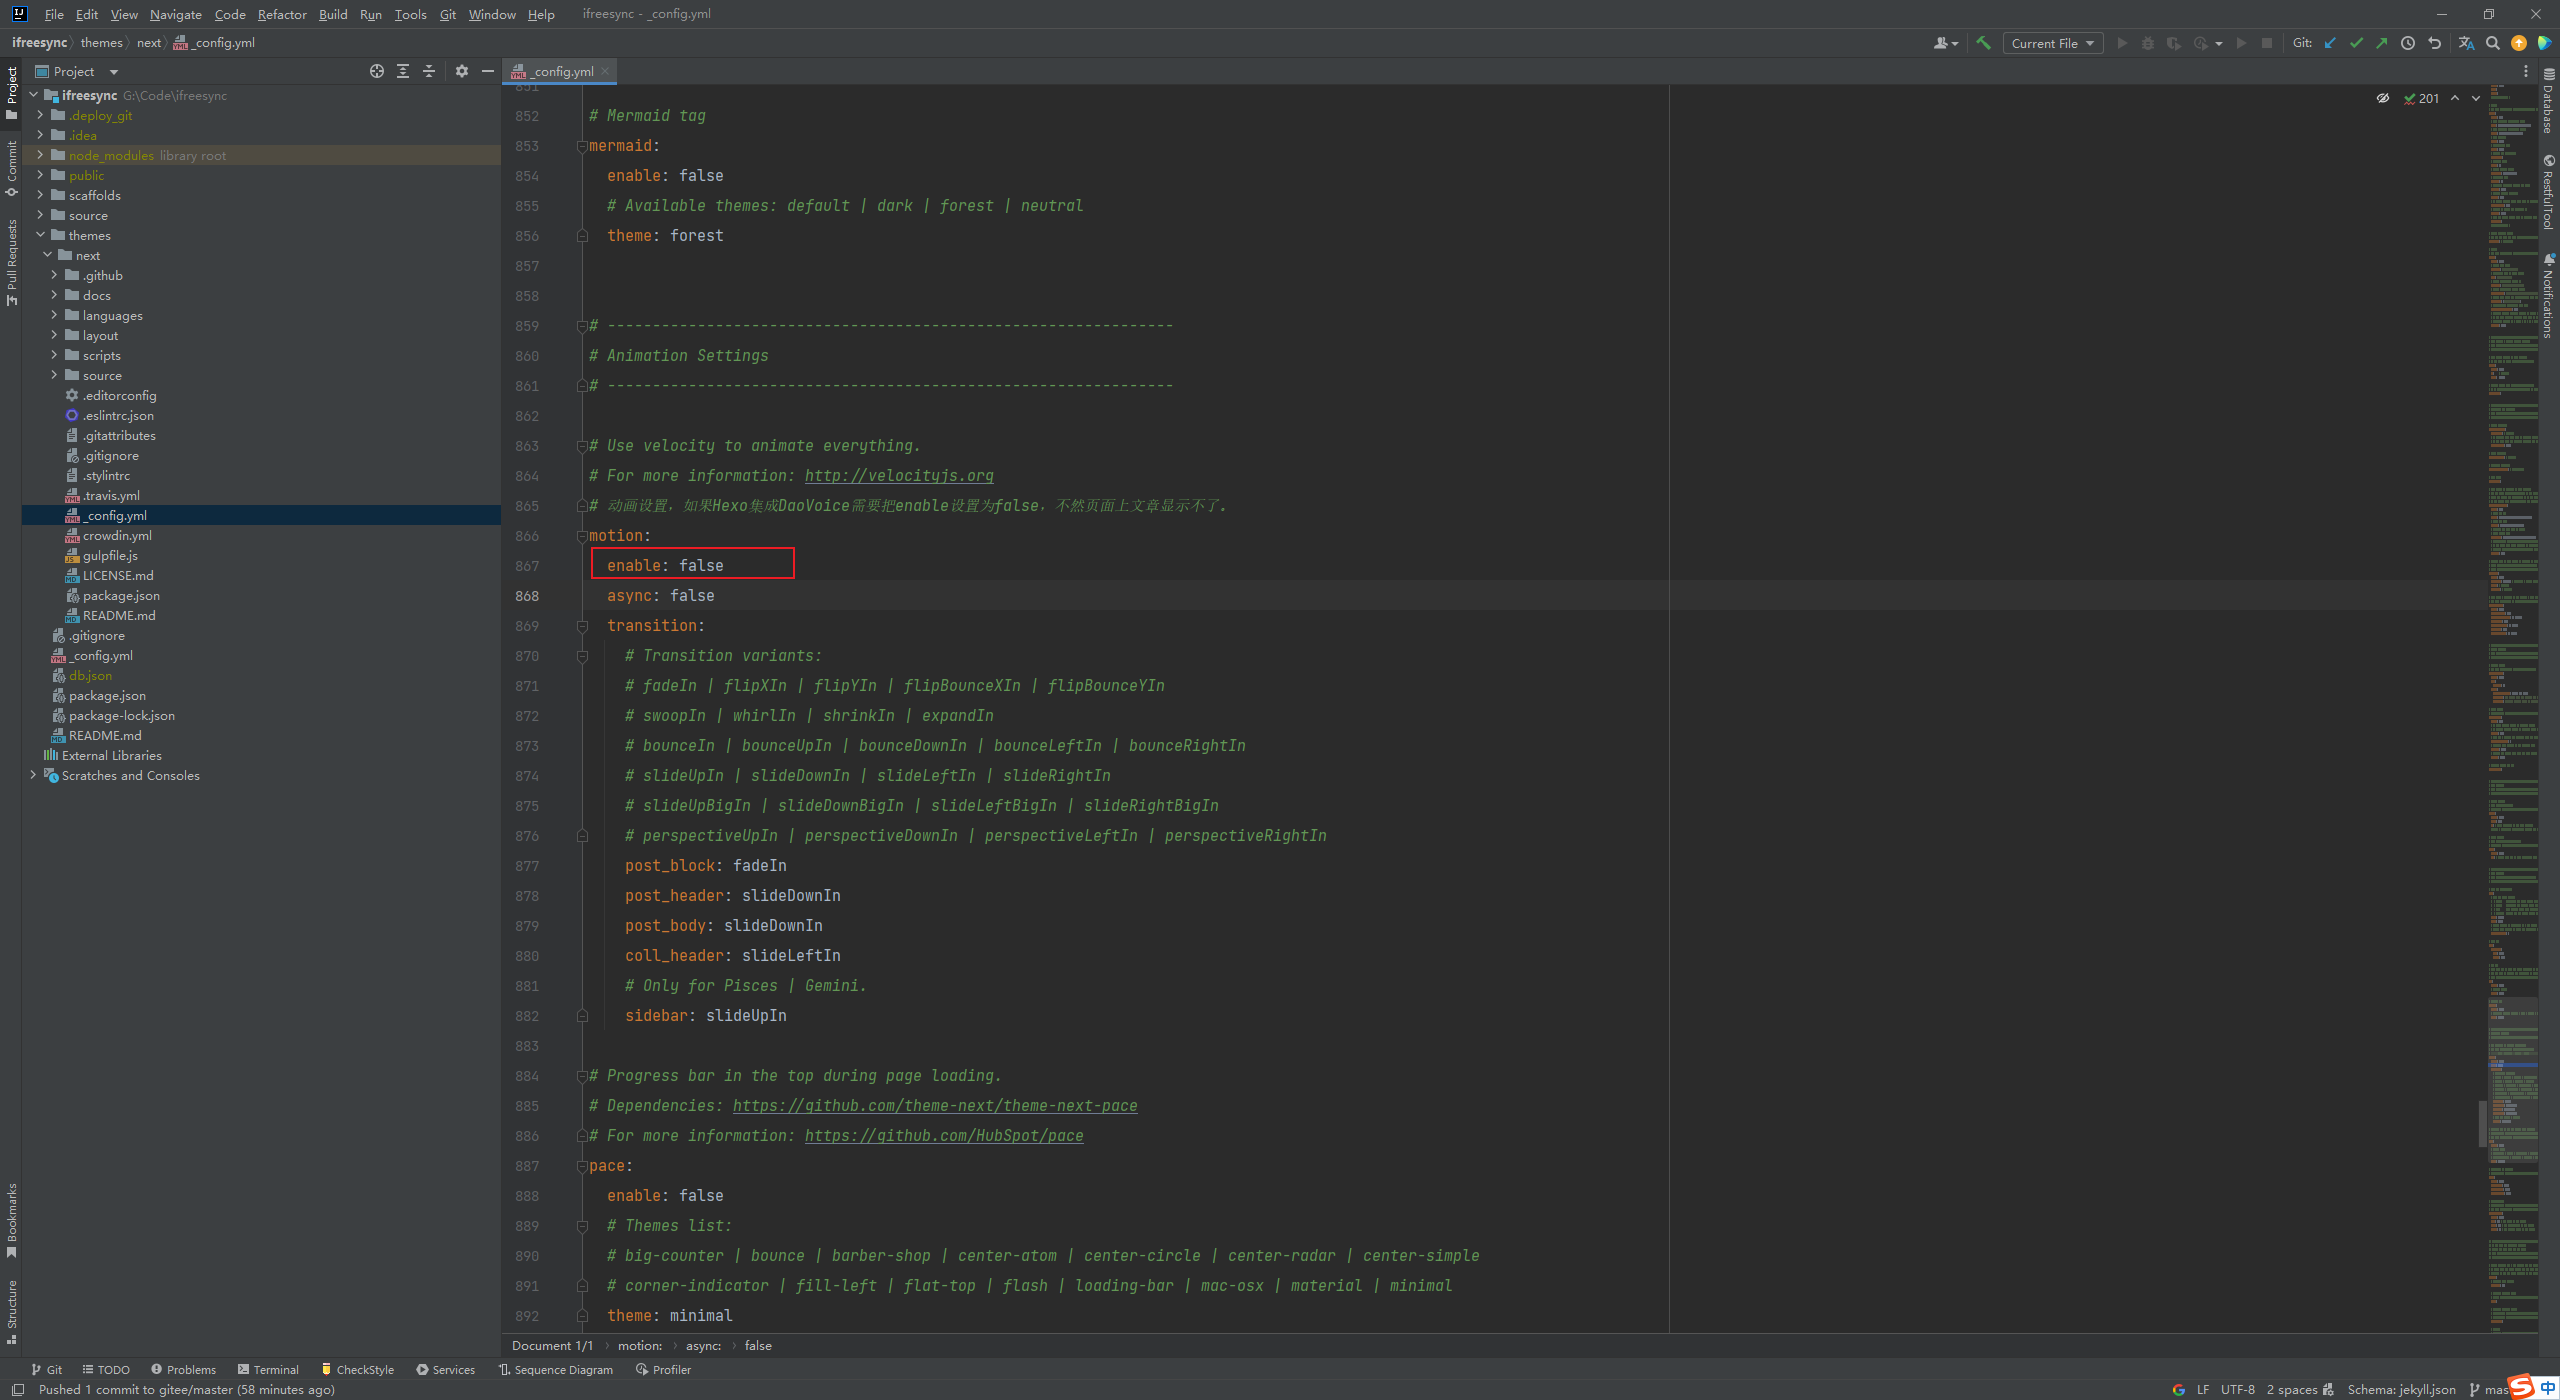 File Edit View Navigate Code Refactor Build Run Tools Git Window Help ifreesync - _config.yml
ifreesync themes next _config.yml
Current File
Git:
Project
_config.yml
ifreesync G:\Code\ifreesync
.deploy_git
.idea
node_modules library root
public
scaffolds
source
themes
next
.github
docs
languages
layout
scripts
source
.editorconfig
.eslintrc.json
.gitattributes
.gitignore
.stylintrc
.travis.yml
_config.yml
crowdin.yml
gulpfile.js
LICENSE.md
package.json
README.md
.gitignore
_config.yml
db.json
package.json
package-lock.json
README.md
External Libraries
Scratches and Consoles
Project
Commit
Pull Requests
Bookmarks
Structure
851
852 # Mermaid tag
853 mermaid:
854 enable: false
855 # Available themes: default | dark | forest | neutral
856 theme: forest
857
858
859 # ---------------------------------------------------------------
860 # Animation Settings
861 # ---------------------------------------------------------------
862
863 # Use velocity to animate everything.
864 # For more information: http://velocityjs.org
865 # 动画设置，如果Hexo集成DaoVoice需要把enable设置为false，不然页面上文章显示不了.
866 motion:
867 enable: false
868 async: false
869 transition:
870 # Transition variants:
871 # fadeIn | flipXIn | flipYIn | flipBounceXIn | flipBounceYIn
872 # swoopIn | whirlIn | shrinkIn | expandIn
873 # bounceIn | bounceUpIn | bounceDownIn | bounceLeftIn | bounceRightIn
874 # slideUpIn | slideDownIn | slideLeftIn | slideRightIn
875 # slideUpBigIn | slideDownBigIn | slideLeftBigIn | slideRightBigIn
876 # perspectiveUpIn | perspectiveDownIn | perspectiveLeftIn | perspectiveRightIn
877 post_block: fadeIn
878 post_header: slideDownIn
879 post_body: slideDownIn
880 coll_header: slideLeftIn
881 # Only for Pisces | Gemini.
882 sidebar: slideUpIn
883
884 # Progress bar in the top during page loading.
885 # Dependencies: https://github.com/theme-next/theme-next-pace
886 # For more information: https://github.com/HubSpot/pace
887 pace:
888 enable: false
889 # Themes list:
890 # big-counter | bounce | barber-shop | center-atom | center-circle | center-radar | center-simple
891 # corner-indicator | fill-left | flat-top | flash | loading-bar | mac-osx | material | minimal
892 theme: minimal
201
Database
RestfulTool
Notifications
Document 1/1 motion: async: false
Git TODO Problems Terminal CheckStyle Services Sequence Diagram Profiler
Pushed 1 commit to gitee/master (58 minutes ago)
LF UTF-8 2 spaces Schema: jekyll.json mas
中